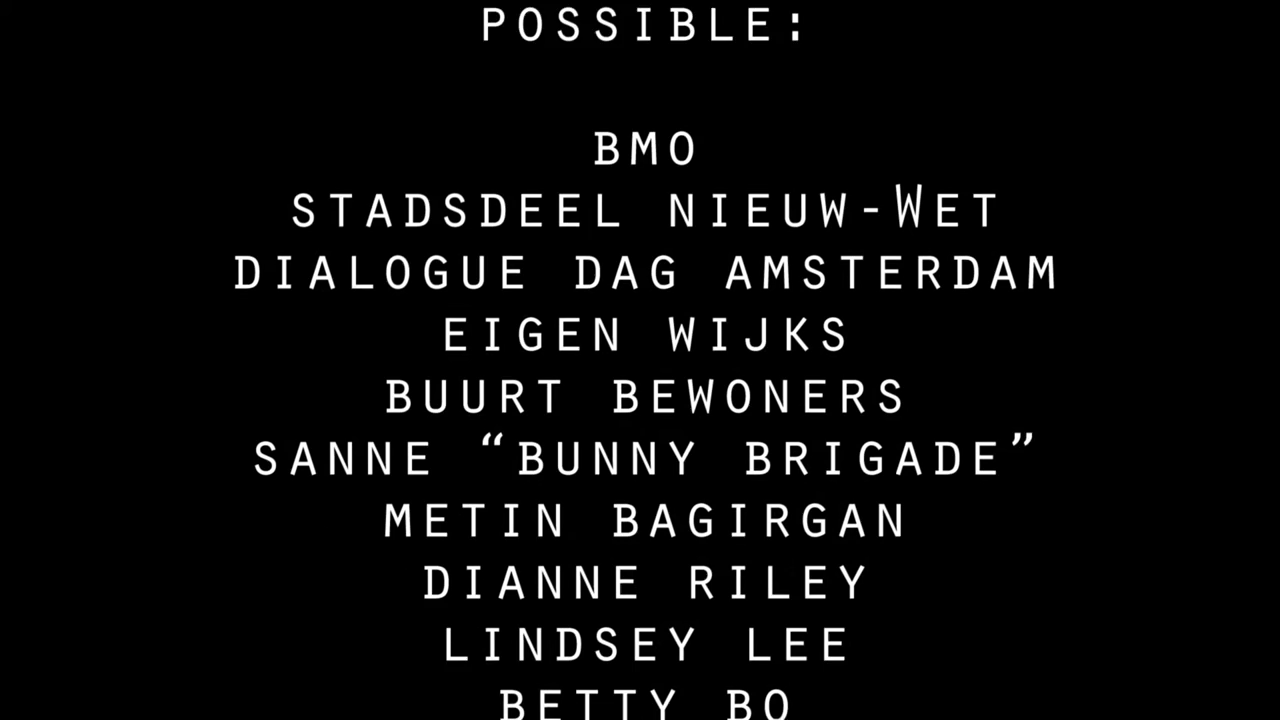 POSSIBLE:
BMO
STADSDEEL NIEUW-WET
DIALOGUE DAG AMSTERDAM
EIGEN WIJKS
BUURT BEWONERS
SANNE “BUNNY BRIGADE”
METIN BAGIRGAN
DIANNE RILEY
LINDSEY LEE
BETTY BO